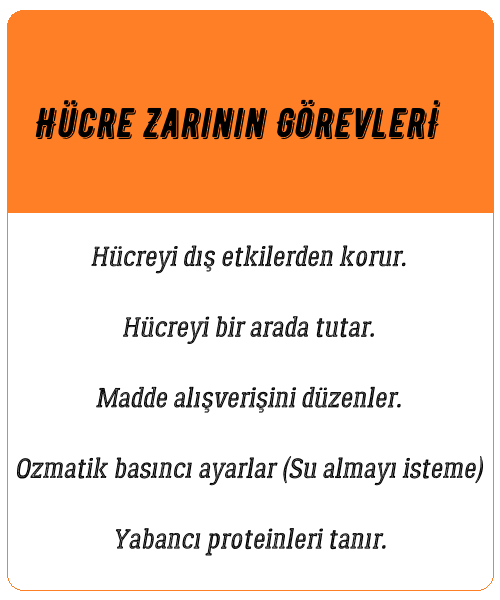 HÜCRE ZARININ GÖREVLERİ
Hücreyi dış etkilerden korur.
Hücreyi bir arada tutar.
Madde alışverişini düzenler.
Ozmatik basıncı ayarlar (Su almayı isteme)
Yabancı proteinleri tanır.